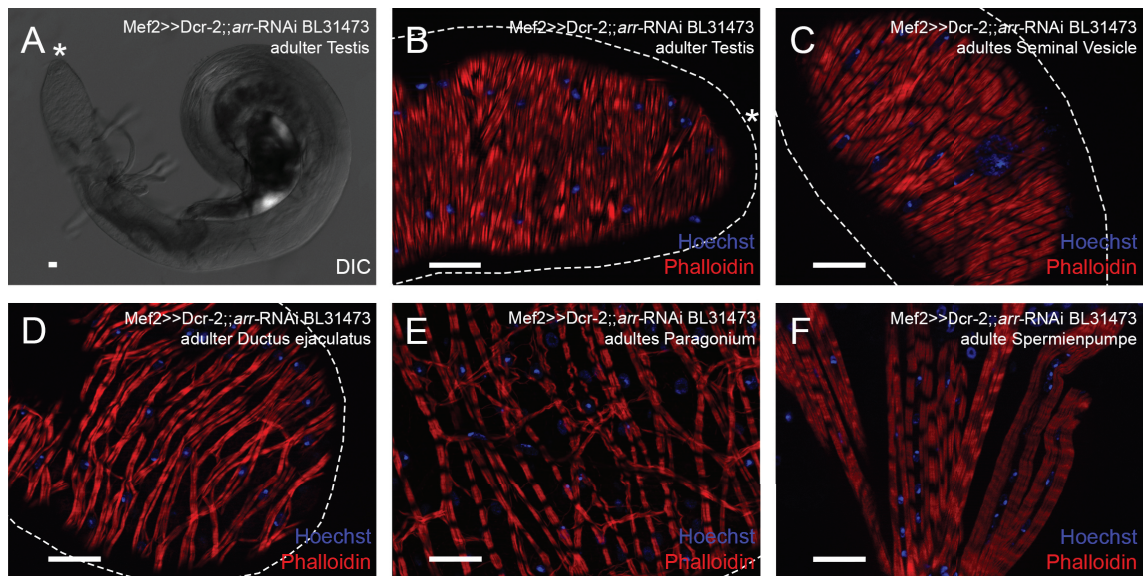 A
*
Mef2>>Dcr-2;;arr-RNAi BL31473
adulter Testis
DIC
B
Mef2>>Dcr-2;;arr-RNAi BL31473
adulter Testis
*
Hoechst
Phalloidin
C
Mef2>>Dcr-2;;arr-RNAi BL31473
adultes Seminal Vesicle
Hoechst
Phalloidin
D
Mef2>>Dcr-2;;arr-RNAi BL31473
adulter Ductus ejaculatus
Hoechst
Phalloidin
E
Mef2>>Dcr-2;;arr-RNAi BL31473
adultes Paragonium
Hoechst
Phalloidin
F
Mef2>>Dcr-2;;arr-RNAi BL31473
adulte Spermienpumpe
Hoechst
Phalloidin